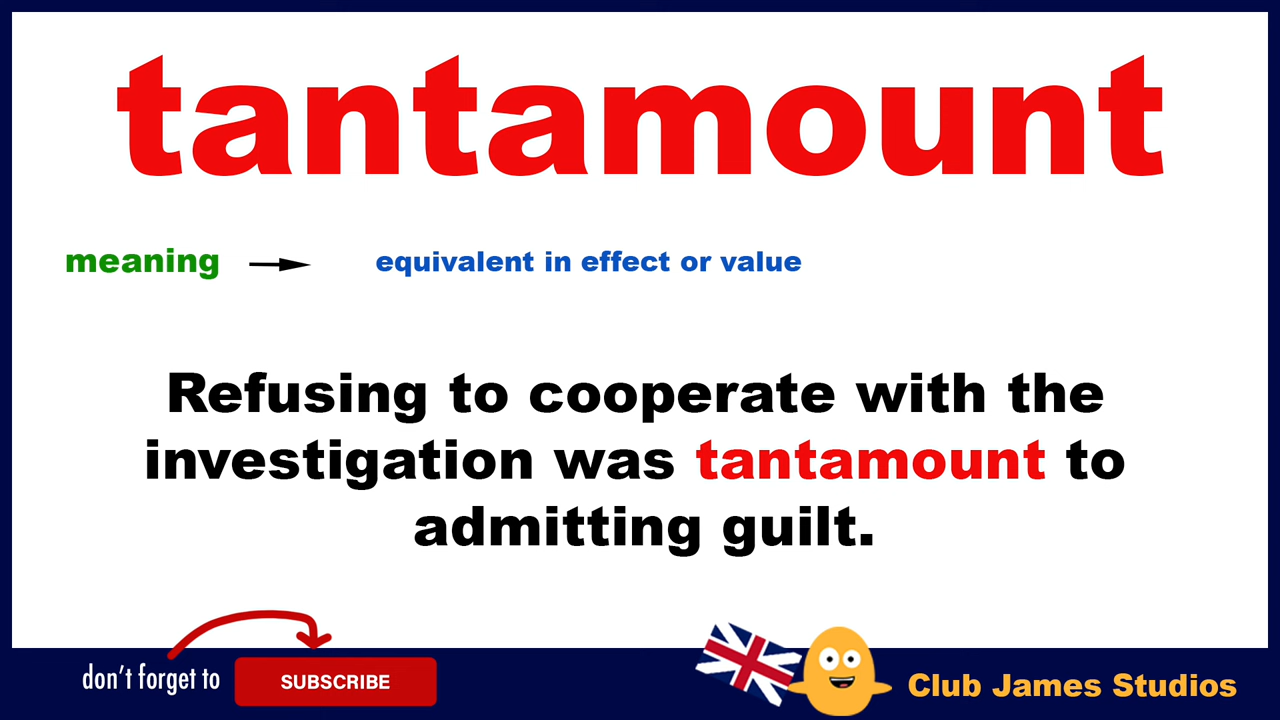 tantamount
meaning
equivalent in effect or value
Refusing to cooperate with the
investigation was tantamount to
admitting guilt.
don't forget to
SUBSCRIBE
Club James Studios